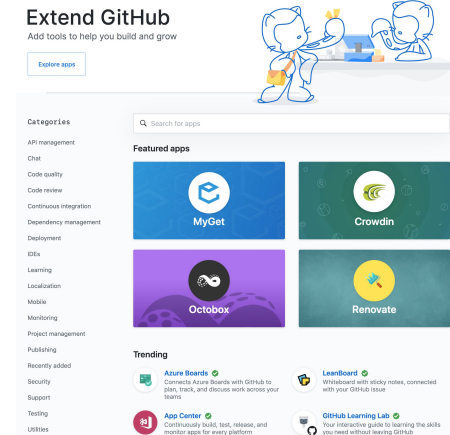 Extend GitHub
Add tools to help you build and grow
Explore apps
Categories
API management
Chat
Code quality
Code review
Continuous integration
Dependency management
Deployment
IDEs
Learning
Localization
Mobile
Monitoring
Project management
Publishing
Recently added
Security
Support
Testing
Utilities
Search for apps
Featured apps
MyGet
Crowdin
Octobox
Renovate
Trending
Azure Boards
Connects Azure Boards with GitHub to
plan, track, and discuss work across your
teams
LeanBoard
Whiteboard with sticky notes, connected
with your GitHub issue
App Center
Continuously build, test, release, and
monitor apps for every platform
GitHub Learning Lab
Your interactive guide to learning the skills
you need without leaving GitHub